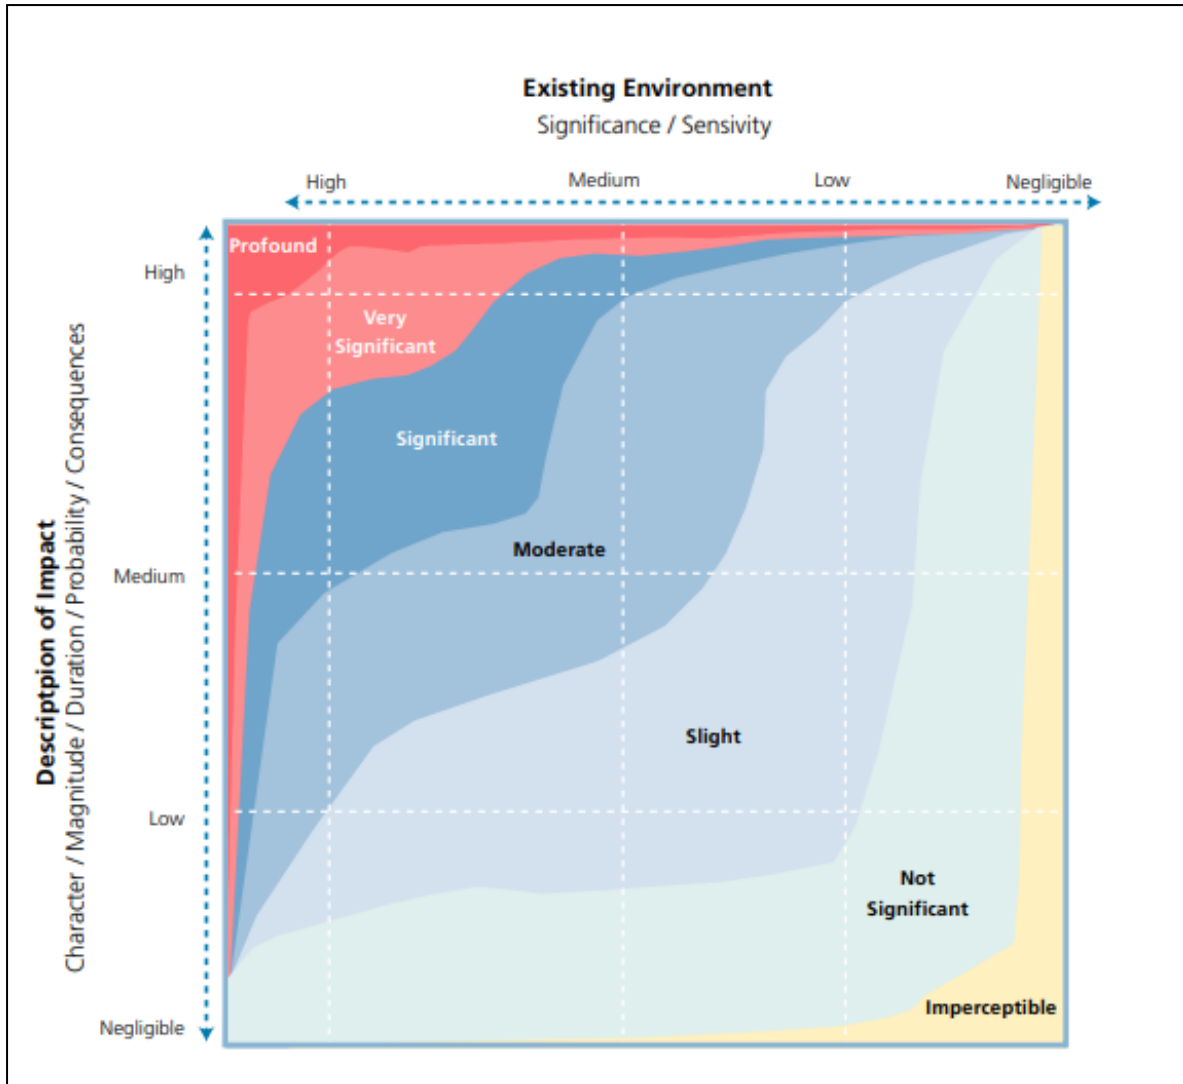 Existing Environment
Significance / Sensivity
High
Medium
Low
Negligible
Profound
High
Very
Significant
Significant
Moderate
Medium
Slight
Low
Not
Significant
Imperceptible
Negligible
Descriptpion of Impact
Character / Magnitude / Duration / Probability / Consequences